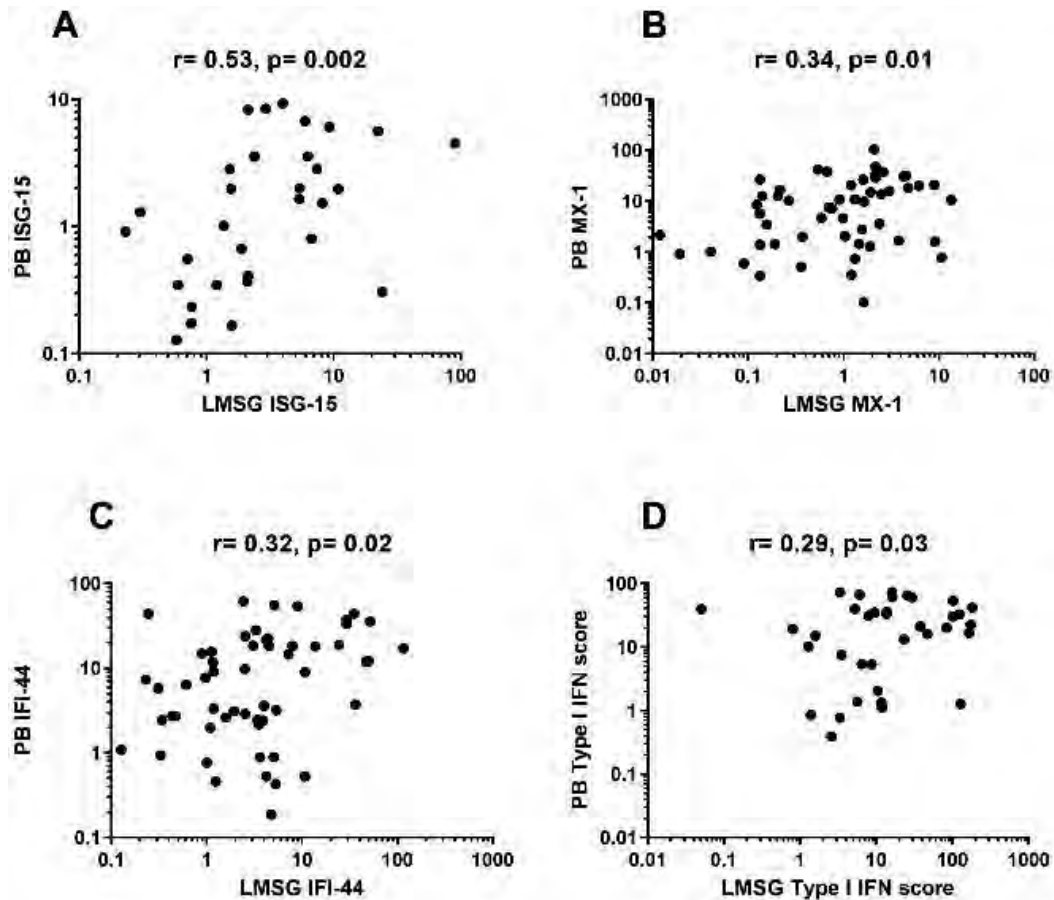 A
r= 0.53, p= 0.002
10
1
0.1
PB ISG-15
0.1 1 10 100
LMSG ISG-15
B
r= 0.34, p= 0.01
1000
100
10
1
0.1
0.01
PB MX-1
0.01 0.1 1 10 100
LMSG MX-1
C
r= 0.32, p= 0.02
100
10
1
0.1
PB IFI-44
0.1 1 10 100 1000
LMSG IFI-44
D
r= 0.29, p= 0.03
100
10
1
0.1
0.01
PB Type I IFN score
0.01 0.1 1 10 100 1000
LMSG Type I IFN score